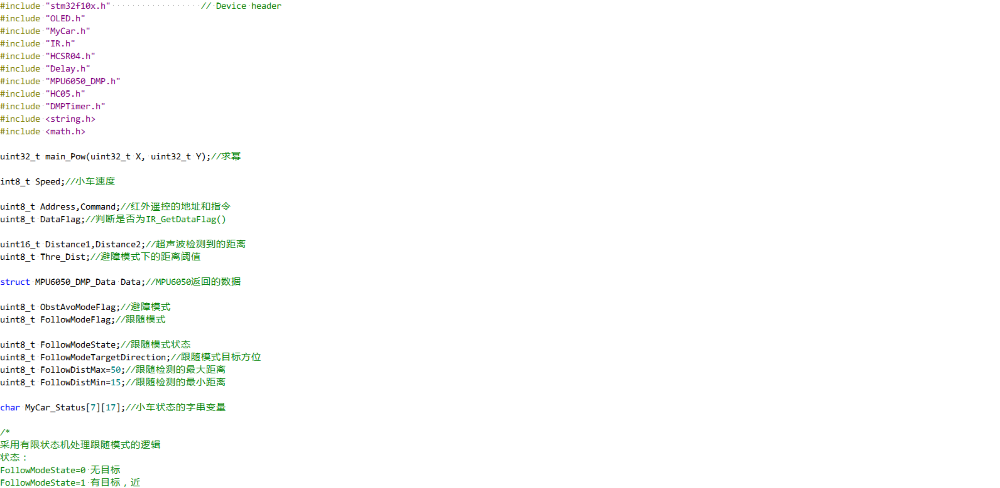 #include "stm32f10x.h"                  // Device header
#include "OLED.h"
#include "MyCar.h"
#include "IR.h"
#include "HCSR04.h"
#include "Delay.h"
#include "MPU6050_DMP.h"
#include "HC05.h"
#include "DMPTimer.h"
#include <string.h>
#include <math.h>
uint32_t main_Pow(uint32_t X, uint32_t Y);//求幂
int8_t Speed;//小车速度
uint8_t Address,Command;//红外遥控的地址和指令
uint8_t DataFlag;//判断是否为IR_GetDataFlag()
uint16_t Distance1,Distance2;//超声波检测到的距离
uint8_t Thre_Dist;//避障模式下的距离阈值
struct MPU6050_DMP_Data Data;//MPU6050返回的数据
uint8_t ObstAvoModeFlag;//避障模式
uint8_t FollowModeFlag;//跟随模式
uint8_t FollowModeState;//跟随模式状态
uint8_t FollowModeTargetDirection;//跟随模式目标方位
uint8_t FollowDistMax=50;//跟随检测的最大距离
uint8_t FollowDistMin=15;//跟随检测的最小距离
char MyCar_Status[7][17];//小车状态的字串变量
/*
采用有限状态机处理跟随模式的逻辑
状态：
FollowModeState=0 无目标
FollowModeState=1 有目标，近